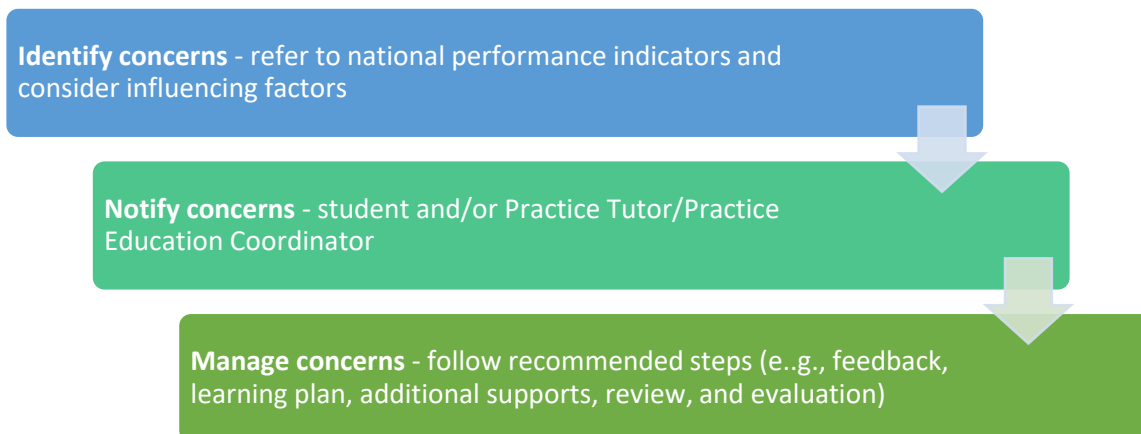 Identify concerns - refer to national performance indicators and
consider influencing factors
Notify concerns - student and/or Practice Tutor/Practice
Education Coordinator
Manage concerns - follow recommended steps (e..g., feedback,
learning plan, additional supports, review, and evaluation)